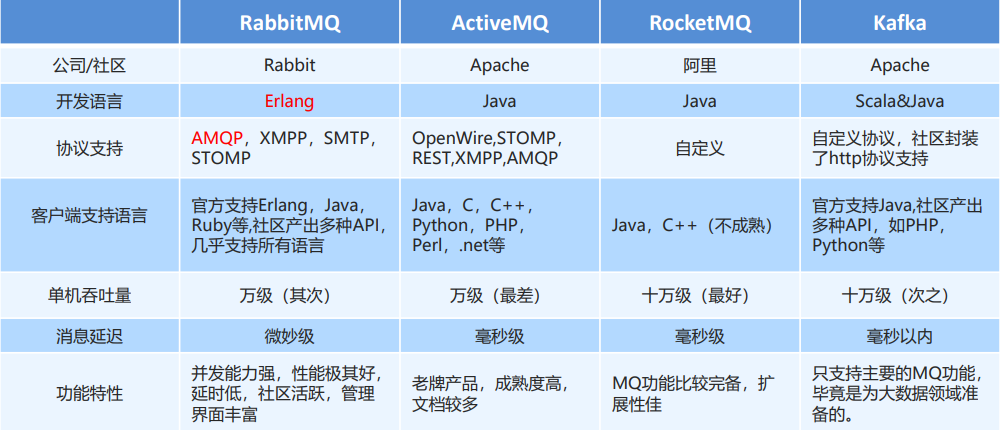 RabbitMQ ActiveMQ RocketMQ Kafka
公司/社区 Rabbit Apache 阿里 Apache
开发语言 Erlang Java Java Scala&Java
协议支持
AMQP，XMPP，SMTP，
STOMP
OpenWire,STOMP，
REST,XMPP,AMQP
自定义
自定义协议，社区封装
了http协议支持
客户端支持语言
官方支持Erlang，Java，
Ruby等,社区产出多种API，
几乎支持所有语言
Java，C，C++，
Python，PHP，
Perl，.net等
Java，C++（不成熟）
官方支持Java,社区产出
多种API，如PHP，
Python等
单机吞吐量 万级（其次） 万级（最差） 十万级（最好） 十万级（次之）
消息延迟 微妙级 毫秒级 毫秒级 毫秒以内
功能特性
并发能力强，性能极其好，
延时低，社区活跃，管理
界面丰富
老牌产品，成熟度高，
文档较多
MQ功能比较完备，扩
展性佳
只支持主要的MQ功能，
毕竟是为大数据领域准
备的。